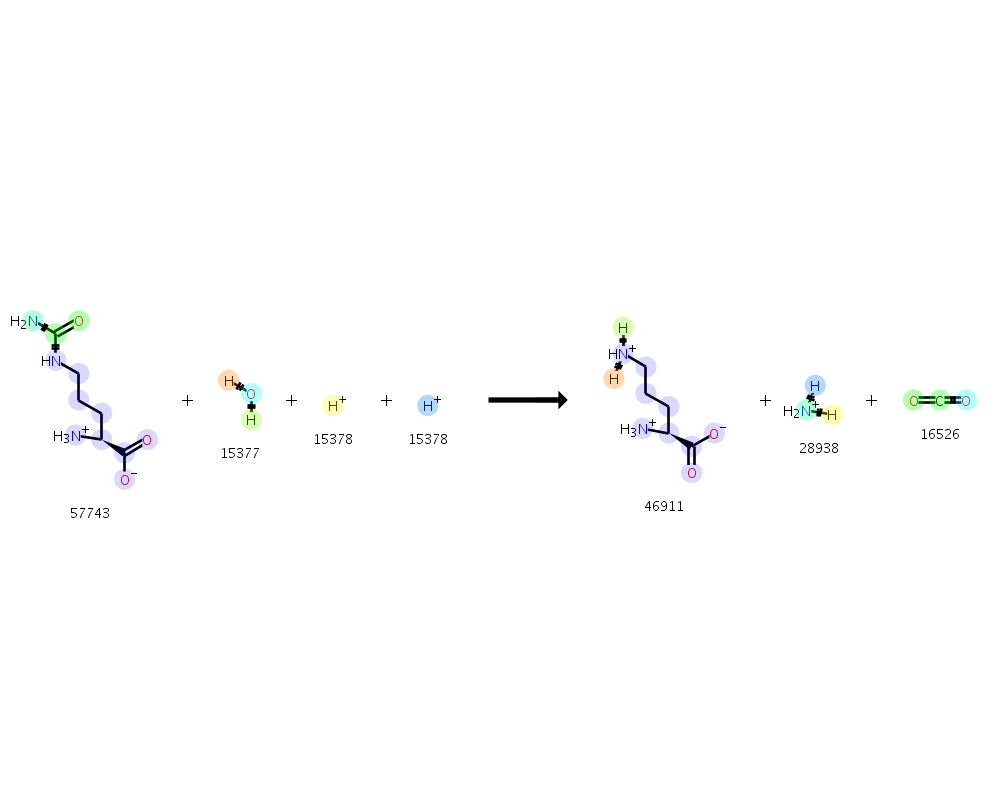 H2N O
HN
H3N+
O
O−
57743
+
H O
H
15377
+
H+
15378
+
H+
15378
H
HN+
H
H3N+ O−
O
46911
+
H
H2N+ H
28938
+
O C O
16526